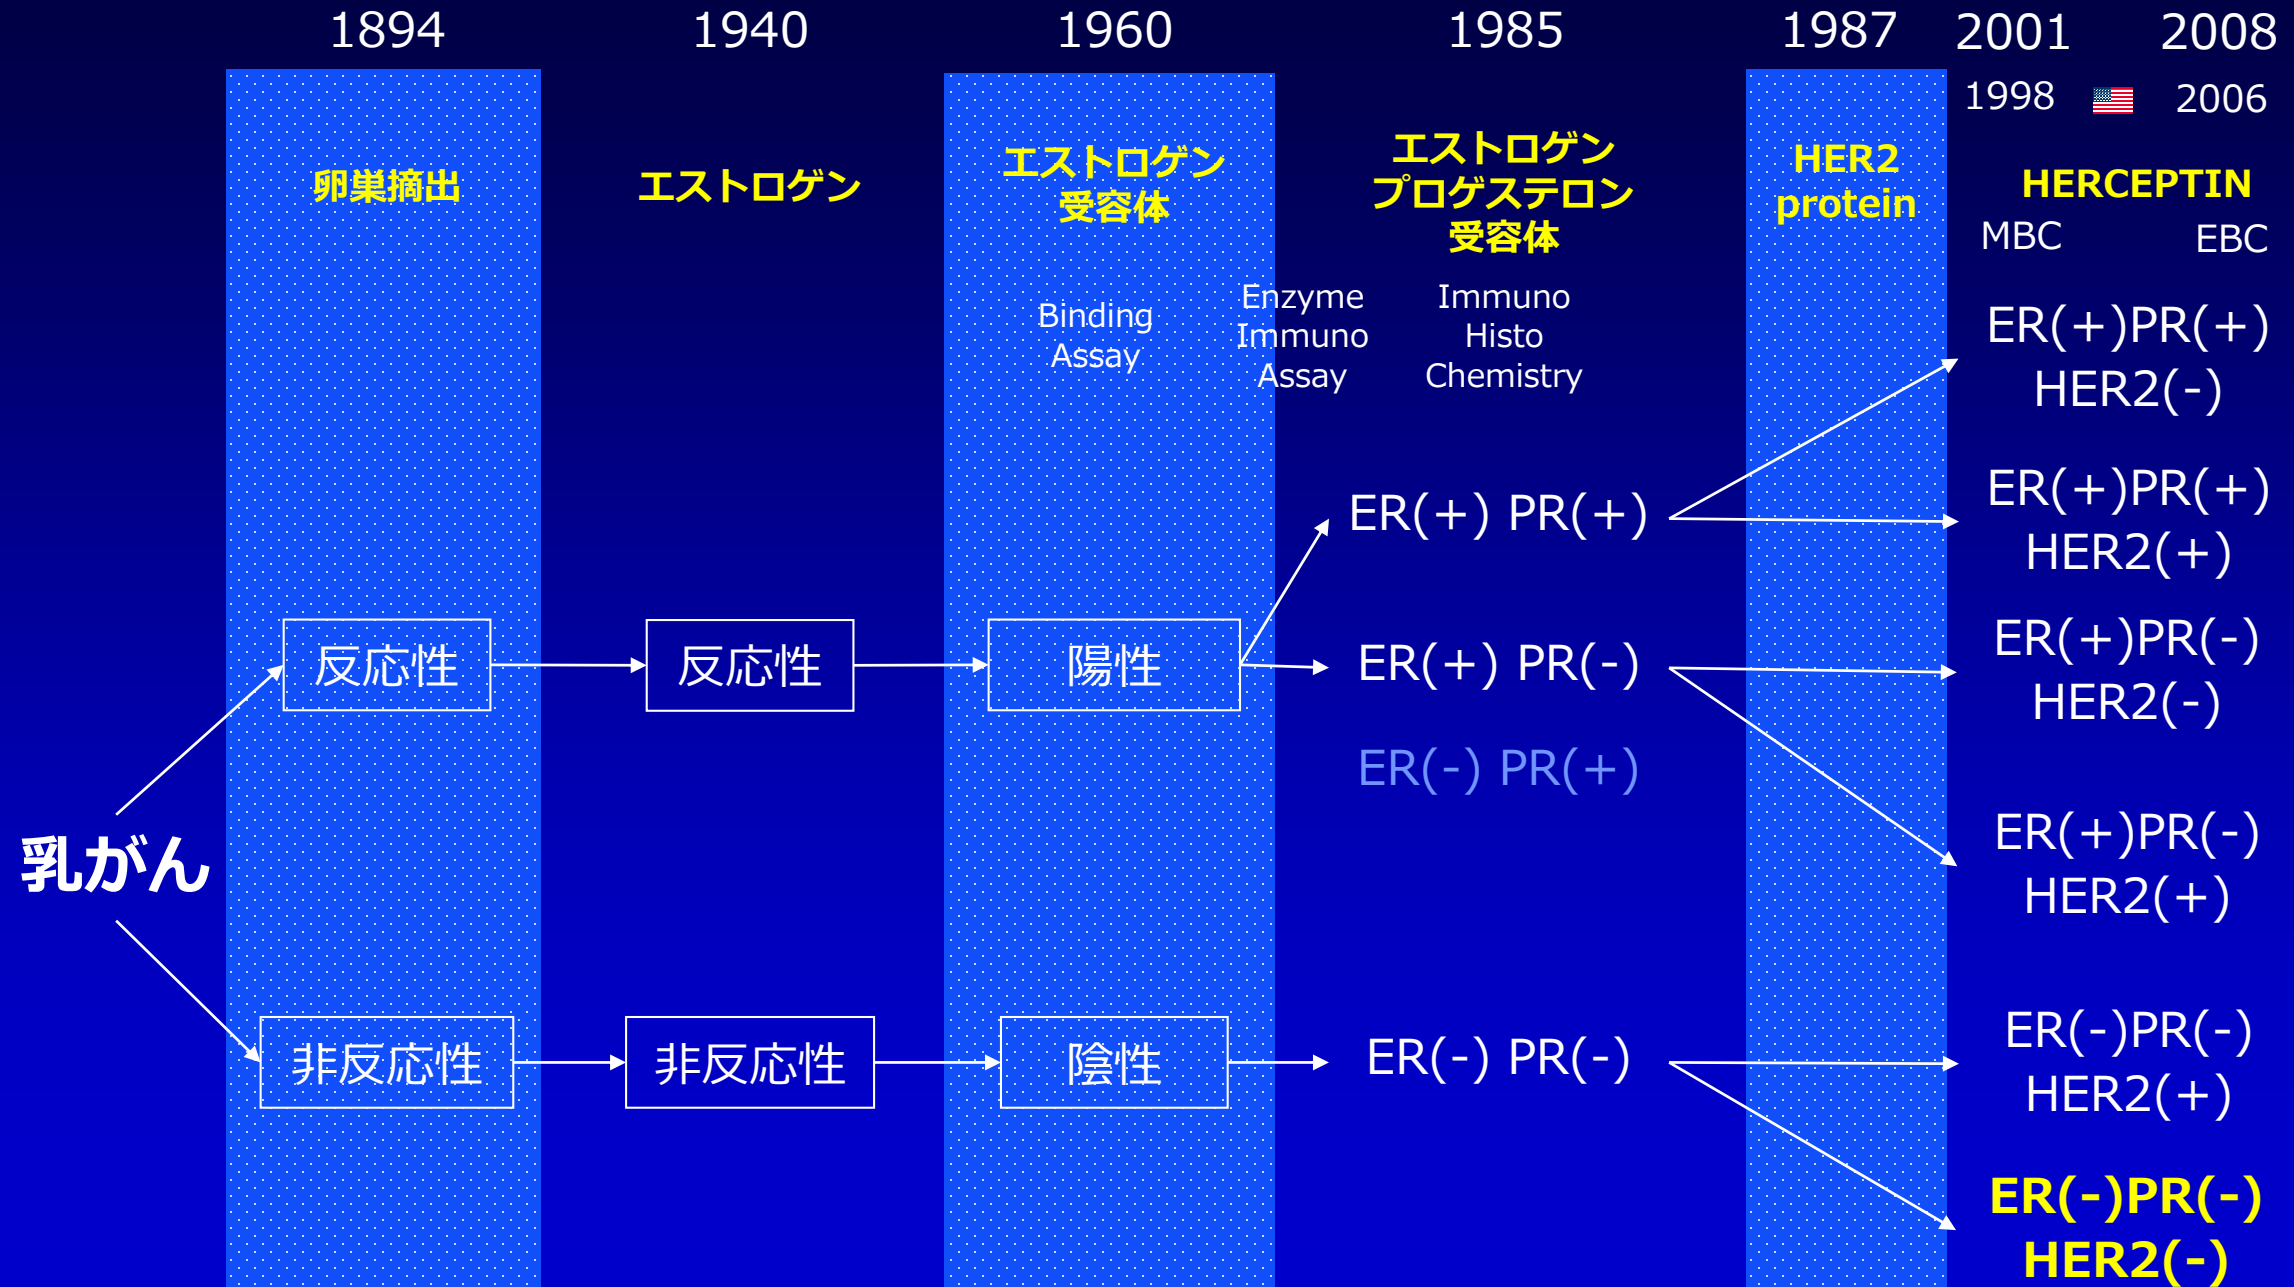 1894
1940
1960
1985
1987
2001
2008
1998
2006
卵巣摘出
エストロゲン
エストロゲン
受容体
エストロゲン
プロゲステロン
受容体
HER2
protein
HERCEPTIN
MBC
EBC
Binding
Assay
Enzyme
Immuno
Assay
Immuno
Histo
Chemistry
乳がん
反応性
反応性
陽性
非反応性
非反応性
陰性
ER(+) PR(+)
ER(+) PR(-)
ER(-) PR(+)
ER(-) PR(-)
ER(+)PR(+)
HER2(-)
ER(+)PR(+)
HER2(+)
ER(+)PR(-)
HER2(-)
ER(+)PR(-)
HER2(+)
ER(-)PR(-)
HER2(+)
ER(-)PR(-)
HER2(-)